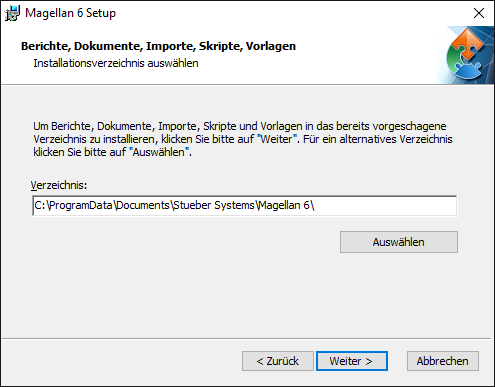 Magellan 6 Setup
Berichte, Dokumente, Importe, Skripte, Vorlagen
Installationsverzeichnis auswählen
Um Berichte, Dokumente, Importe, Skripte und Vorlagen in das bereits vorgeschagene
Verzeichnis zu installieren, klicken Sie bitte auf "Weiter". Für ein alternatives Verzeichnis
klicken Sie bitte auf "Auswählen".
Verzeichnis:
C:\ProgramData\Documents\Stueber Systems\Magellan 6\
Auswählen
< Zurück
Weiter >
Abbrechen